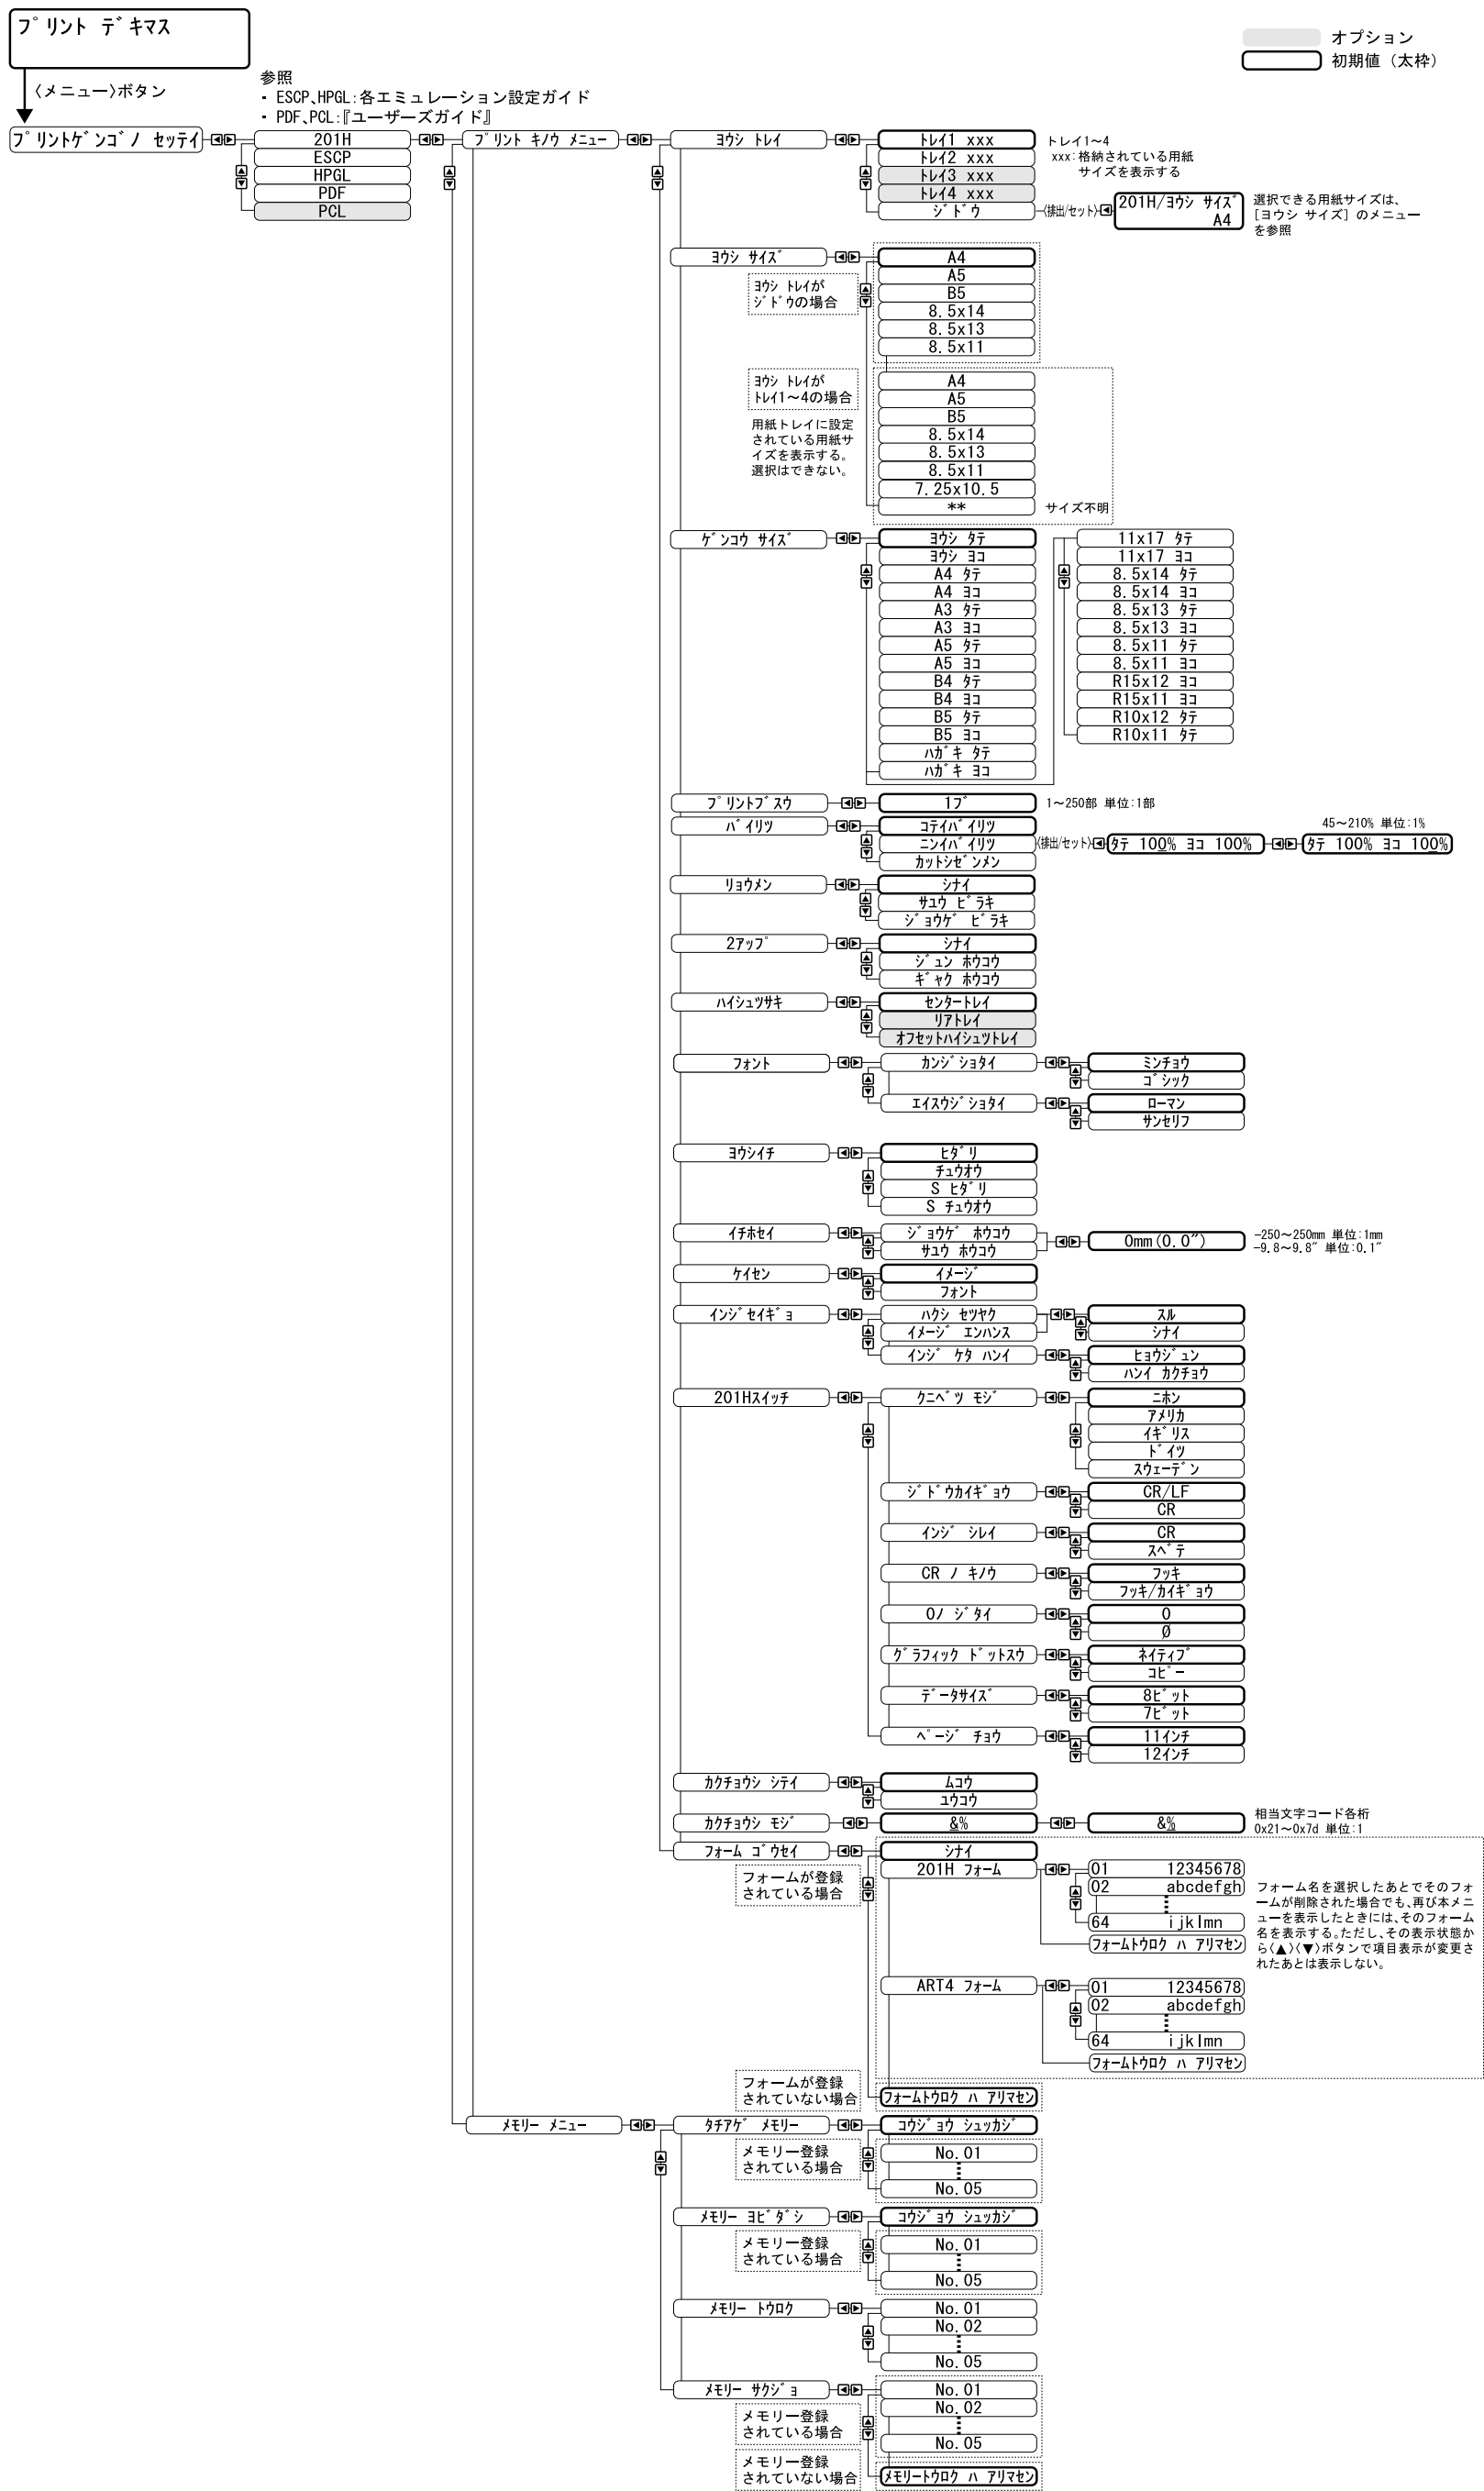 プリント デキマス
オプション
初期値（太枠）
〈メニュー〉ボタン
参照
・ ESCP、HPGL：各エミュレーション設定ガイド
・ PDF、PCL：『ユーザーズガイド』
プリントゲンゴノ セッテイ
201H
ESCP
HPGL
PDF
PCL
プリント キノウ メニュー
ヨウシ トレイ
トレイ1 xxx
トレイ2 xxx
トレイ3 xxx
トレイ4 xxx
ジドウ
トレイ1～4
xxx：格納されている用紙
サイズを表示する
〈排出/セット〉
201H/ヨウシ サイズ
A4
選択できる用紙サイズは、
［ヨウシ サイズ］のメニュー
を参照
ヨウシ サイズ
ヨウシ トレイが
ジドウの場合
A4
A5
B5
8.5x14
8.5x13
8.5x11
ヨウシ トレイが
トレイ1～4の場合
用紙トレイに設定
されている用紙サ
イズを表示する。
選択はできない。
A4
A5
B5
8.5x14
8.5x13
8.5x11
7.25x10.5
**
サイズ不明
ゲンコウ サイズ
ヨウシ タテ
ヨウシ ヨコ
A4 タテ
A4 ヨコ
A3 タテ
A3 ヨコ
A5 タテ
A5 ヨコ
B4 タテ
B4 ヨコ
B5 タテ
B5 ヨコ
ハガキ タテ
ハガキ ヨコ
11x17 タテ
11x17 ヨコ
8.5x14 タテ
8.5x14 ヨコ
8.5x13 タテ
8.5x13 ヨコ
8.5x11 タテ
8.5x11 ヨコ
R15x12 ヨコ
R15x11 ヨコ
R10x12 タテ
R10x11 タテ
プリントブスウ
1ブ
1～250部 単位：1部
バイリツ
コテイバイリツ
ニンイバイリツ
カットシゼンメン
〈排出/セット〉
タテ 100% ヨコ 100%
45～210% 単位：1%
タテ 100% ヨコ 100%
リョウメン
シナイ
サユウ ビラキ
ジョウゲ ビラキ
2アップ
シナイ
ジュン ホウコウ
ギャク ホウコウ
ハイシュツサキ
センタートレイ
リアトレイ
オフセットハイシュツトレイ
フォント
カンジショタイ
ミンチョウ
ゴシック
エイスウジショタイ
ローマン
サンセリフ
ヨウシイチ
ヒダリ
チュウオウ
S ヒダリ
S チュウオウ
イチホセイ
ジョウゲ ホウコウ
サユウ ホウコウ
0mm(0.0″)
-250～250mm 単位：1mm
-9.8～9.8″ 単位：0.1″
ケイセン
イメージ
フォント
インジセイギョ
ハクシ セツヤク
イメージ エンハンス
スル
シナイ
インジ ケタ ハンイ
ヒョウジュン
ハンイ カクチョウ
201Hスイッチ
クニベツ モジ
ニホン
アメリカ
イギリス
ドイツ
スウェーデン
ジドウカイギョウ
CR/LF
CR
インジ シレイ
CR
スベテ
CR ノ キノウ
フッキ
フッキ/カイギョウ
0ノ ジタイ
0
Ø
グラフィック ドットスウ
ネイティブ
コピー
データサイズ
8ビット
7ビット
ページ チョウ
11インチ
12インチ
カクチョウシ シテイ
ムコウ
ユウコウ
カクチョウシ モジ
&%
&%
相当文字コード各桁
0x21～0x7d 単位：1
フォーム ゴウセイ
シナイ
フォームが登録
されている場合
201H フォーム
01 12345678
02 abcdefgh
64 ijklmn
フォームトウロク ハ アリマセン
フォーム名を選択したあとでそのフォ
ームが削除された場合でも、再び本メニ
ューを表示したときには、そのフォーム
名を表示する。ただし、その表示状態か
ら〈▲〉〈▼〉ボタンで項目表示が変更さ
れたあとは表示しない。
ART4 フォーム
01 12345678
02 abcdefgh
64 ijklmn
フォームトウロク ハ アリマセン
フォームが登録
されていない場合
フォームトウロク ハ アリマセン
メモリー メニュー
タチアゲ メモリー
コウジョウ シュッカジ
メモリー登録
されている場合
No.01
No.05
メモリー ヨビダシ
コウジョウ シュッカジ
メモリー登録
されている場合
No.01
No.05
メモリー トウロク
No.01
No.02
No.05
メモリー サクジョ
No.01
No.02
No.05
メモリー登録
されている場合
メモリー登録
されていない場合
メモリートウロク ハ アリマセン